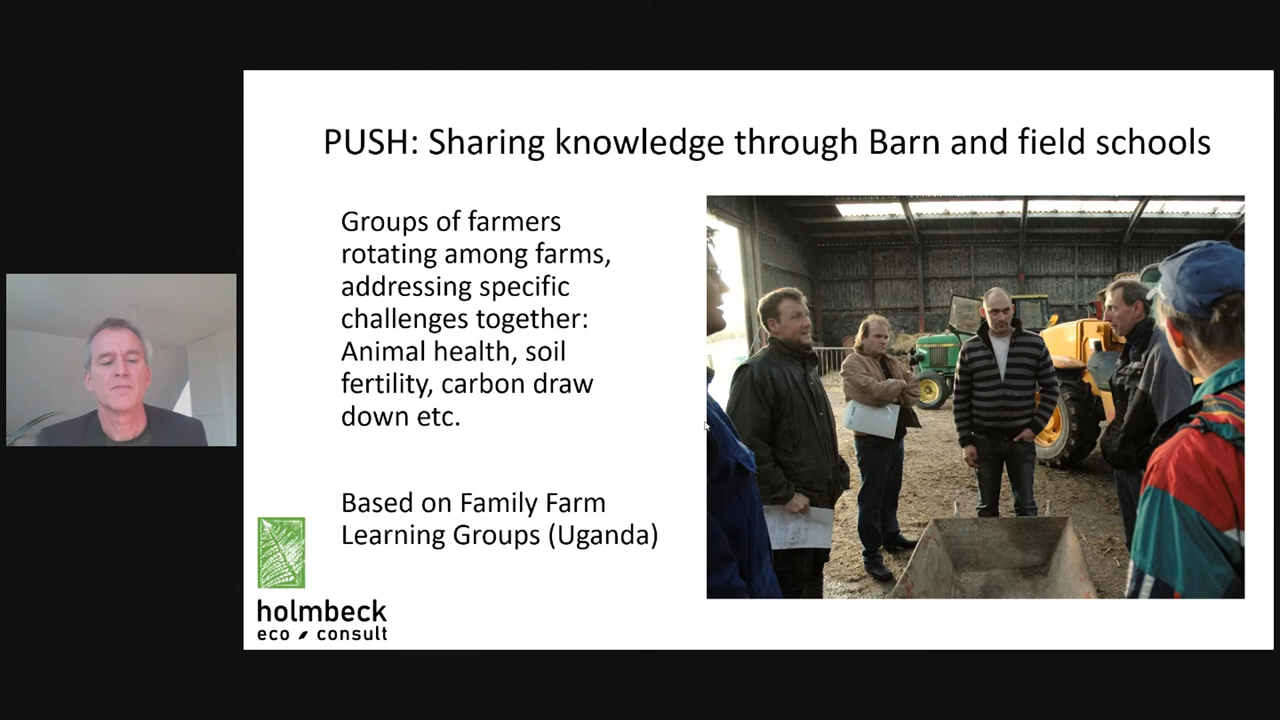 PUSH: Sharing knowledge through Barn and field schools
Groups of farmers
rotating among farms,
addressing specific
challenges together:
Animal health, soil
fertility, carbon draw
down etc.
Based on Family Farm
Learning Groups (Uganda)
holmbeck
eco consult